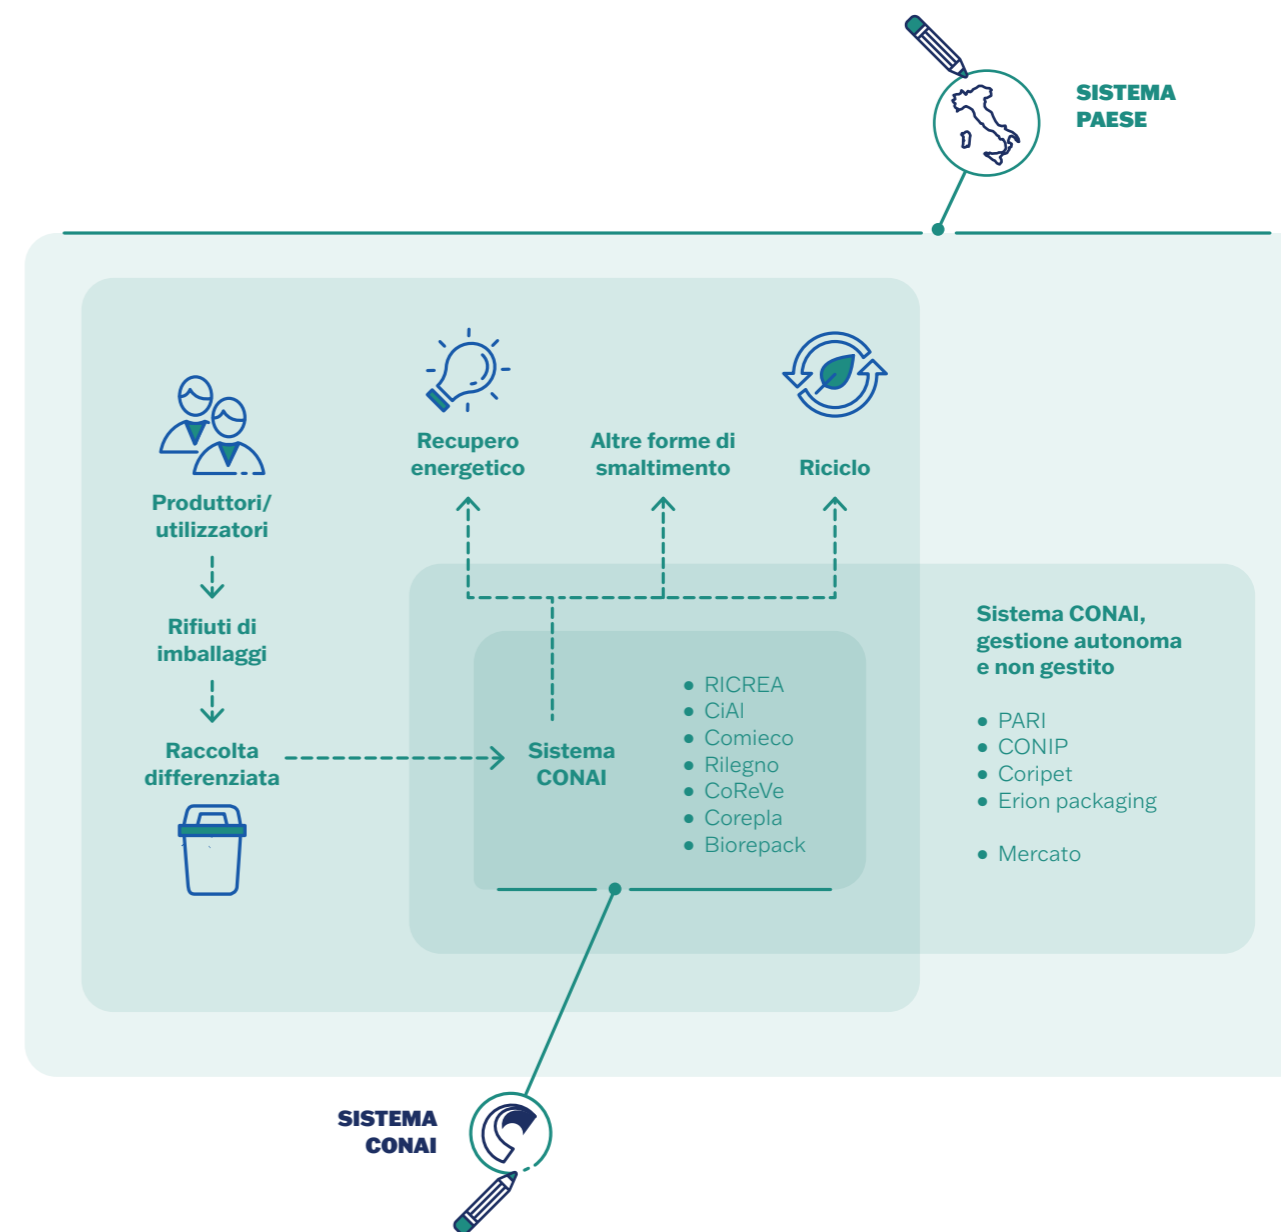 SISTEMA
PAESE
Produttori/
utilizzatori
Rifiuti di
imballaggi
Raccolta
differenziata
Recupero
energetico
Altre forme di
smaltimento
Riciclo
Sistema
CONAI
● RICREA
● CiAl
● Comieco
● Rilegno
● CoReVe
● Corepla
● Biorepack
Sistema CONAI,
gestione autonoma
e non gestito
● PARI
● CONIP
● Coripet
● Erion packaging
● Mercato
SISTEMA
CONAI